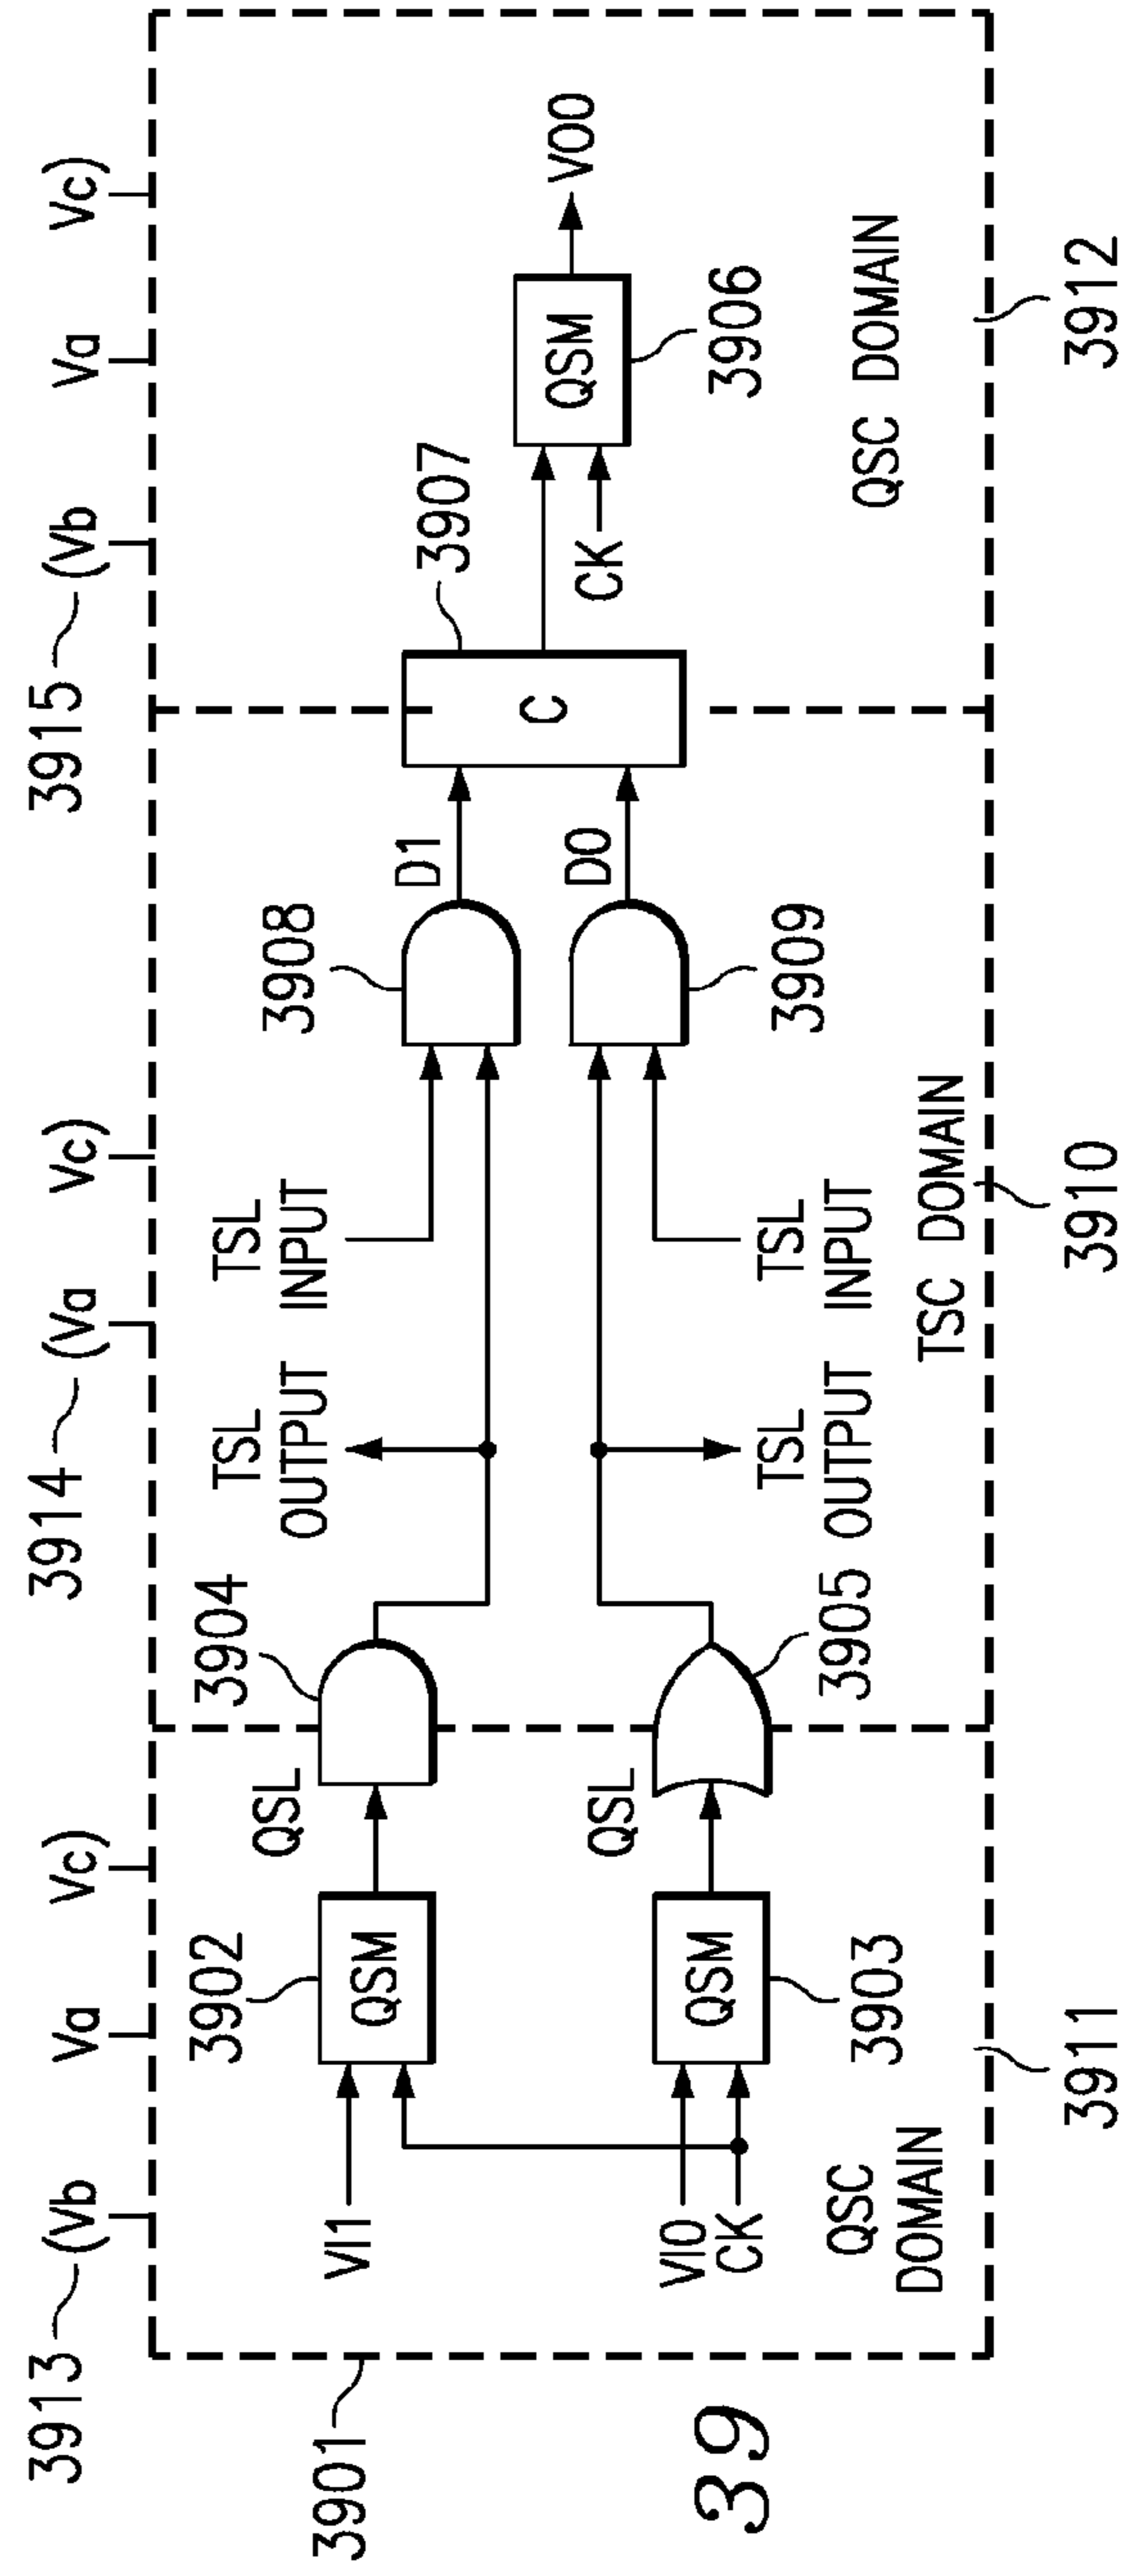 3913 (Vb Va Vc)
3914 (Va Vc)
3915 (Vb Va Vc)
3901
VI1
3902
QSM
QSL
3904
TSL
OUTPUT
TSL
INPUT
3908
D1
3907
C
CK
QSM
3906
VO0
VI0
CK
QSM
3903
QSL
3905
TSL
OUTPUT
TSL
INPUT
3909
D0
QSC
DOMAIN
TSC DOMAIN
QSC DOMAIN
3911
3910
3912
39